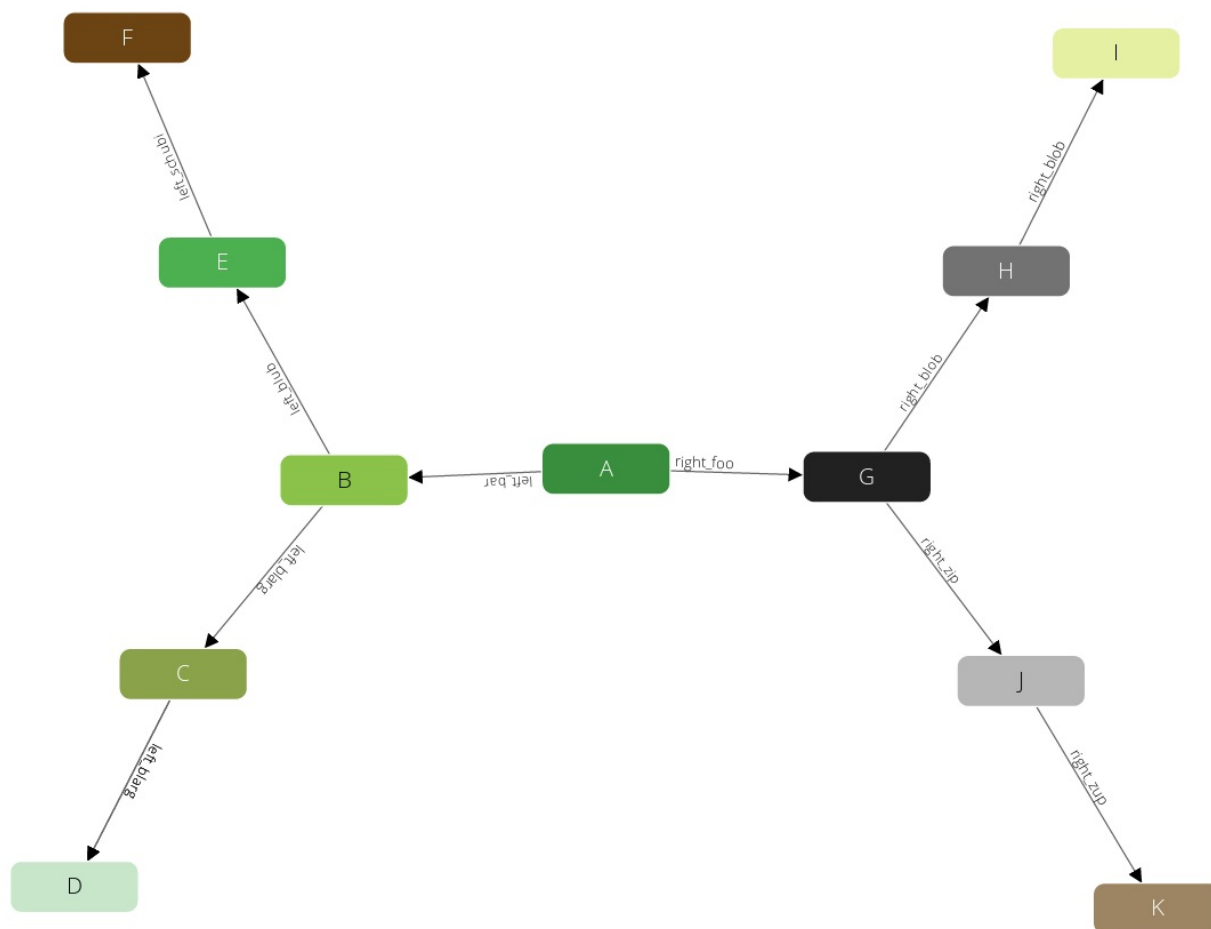 F
I
left_schubi
right_blob
E
H
left_blub
right_blob
A
right_foo
B
left_bar
G
left_blarg
right_zip
C
J
left_blarg
right_zup
D
K